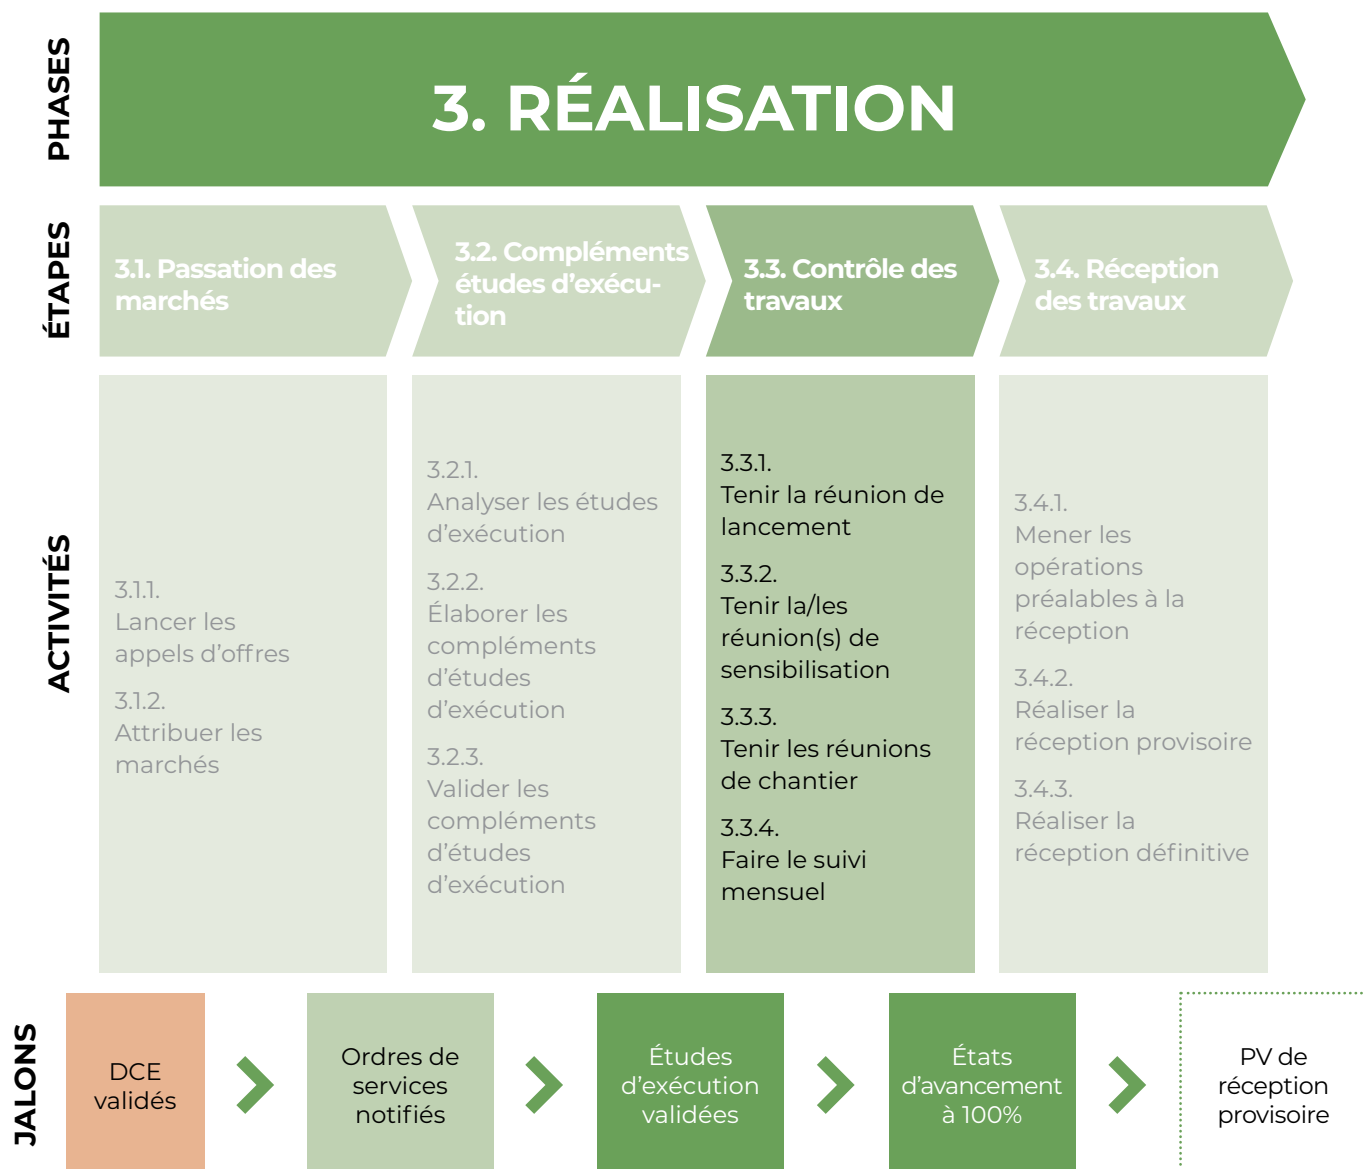 PHASES
3. RÉALISATION
ÉTAPES
3.1. Passation des
marchés
3.2. Compléments
études d’exécu-
tion
3.3. Contrôle des
travaux
3.4. Réception
des travaux
ACTIVITÉS
3.1.1.
Lancer les
appels d’offres
3.1.2.
Attribuer les
marchés
3.2.1.
Analyser les études
d’exécution
3.2.2.
Élaborer les
compléments
d’études
d’exécution
3.2.3.
Valider les
compléments
d’études
d’exécution
3.3.1.
Tenir la réunion de
lancement
3.3.2.
Tenir la/les
réunion(s) de
sensibilisation
3.3.3.
Tenir les réunions
de chantier
3.3.4.
Faire le suivi
mensuel
3.4.1.
Mener les
opérations
préalables à la
réception
3.4.2.
Réaliser la
réception provisoire
3.4.3.
Réaliser la
réception définitive
JALONS
DCE
validés
Ordres de
services
notifiés
Études
d’exécution
validées
États
d’avancement
à 100%
PV de
réception
provisoire